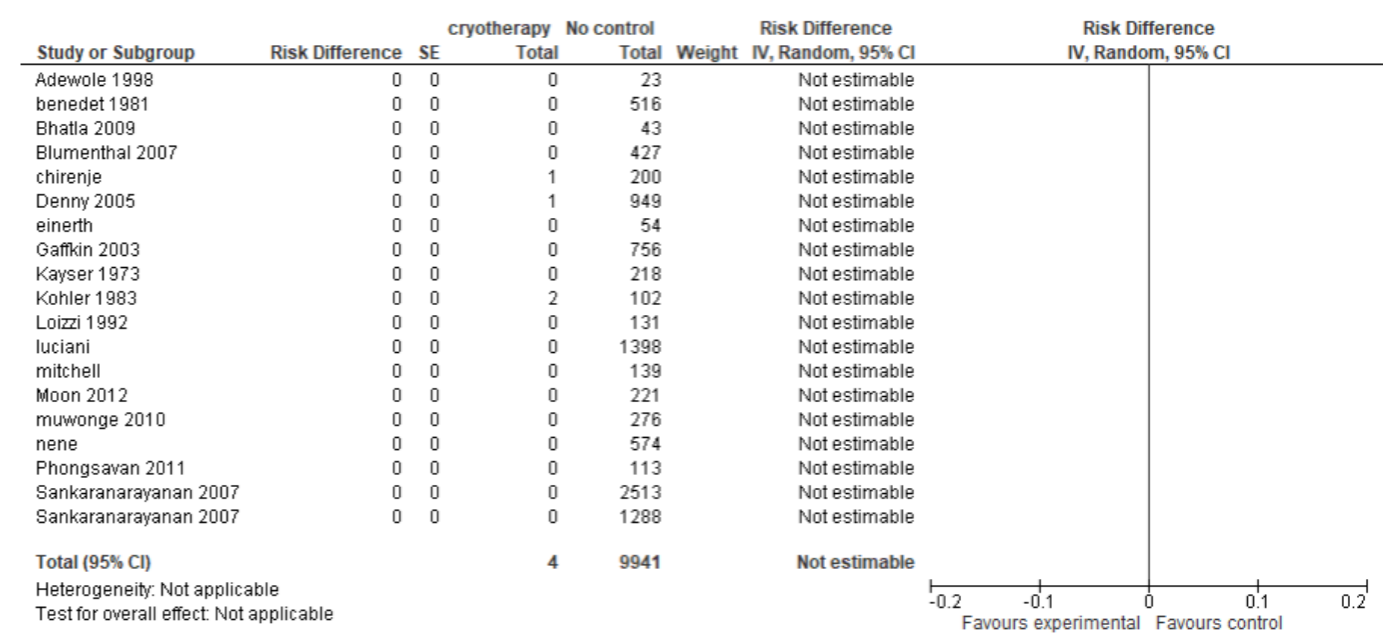 cryotherapy No control Risk Difference Risk Difference
Study or Subgroup Risk Difference SE Total Total Weight IV, Random, 95% CI IV, Random, 95% CI
Adewole 1998 0 0 0 23 Not estimable
benedet 1981 0 0 0 516 Not estimable
Bhatla 2009 0 0 0 43 Not estimable
Blumenthal 2007 0 0 0 427 Not estimable
chirenje 0 0 1 200 Not estimable
Denny 2005 0 0 1 949 Not estimable
einerth 0 0 0 54 Not estimable
Gaffkin 2003 0 0 0 756 Not estimable
Kayser 1973 0 0 0 218 Not estimable
Kohler 1983 0 0 2 102 Not estimable
Loizzi 1992 0 0 0 131 Not estimable
luciani 0 0 0 1398 Not estimable
mitchell 0 0 0 139 Not estimable
Moon 2012 0 0 0 221 Not estimable
muwonge 2010 0 0 0 276 Not estimable
nene 0 0 0 574 Not estimable
Phongsavan 2011 0 0 0 113 Not estimable
Sankaranarayanan 2007 0 0 0 2513 Not estimable
Sankaranarayanan 2007 0 0 0 1288 Not estimable
Total (95% CI) 4 9941 Not estimable
Heterogeneity: Not applicable
Test for overall effect: Not applicable
-0.2 -0.1 0 0.1 0.2
Favours experimental Favours control